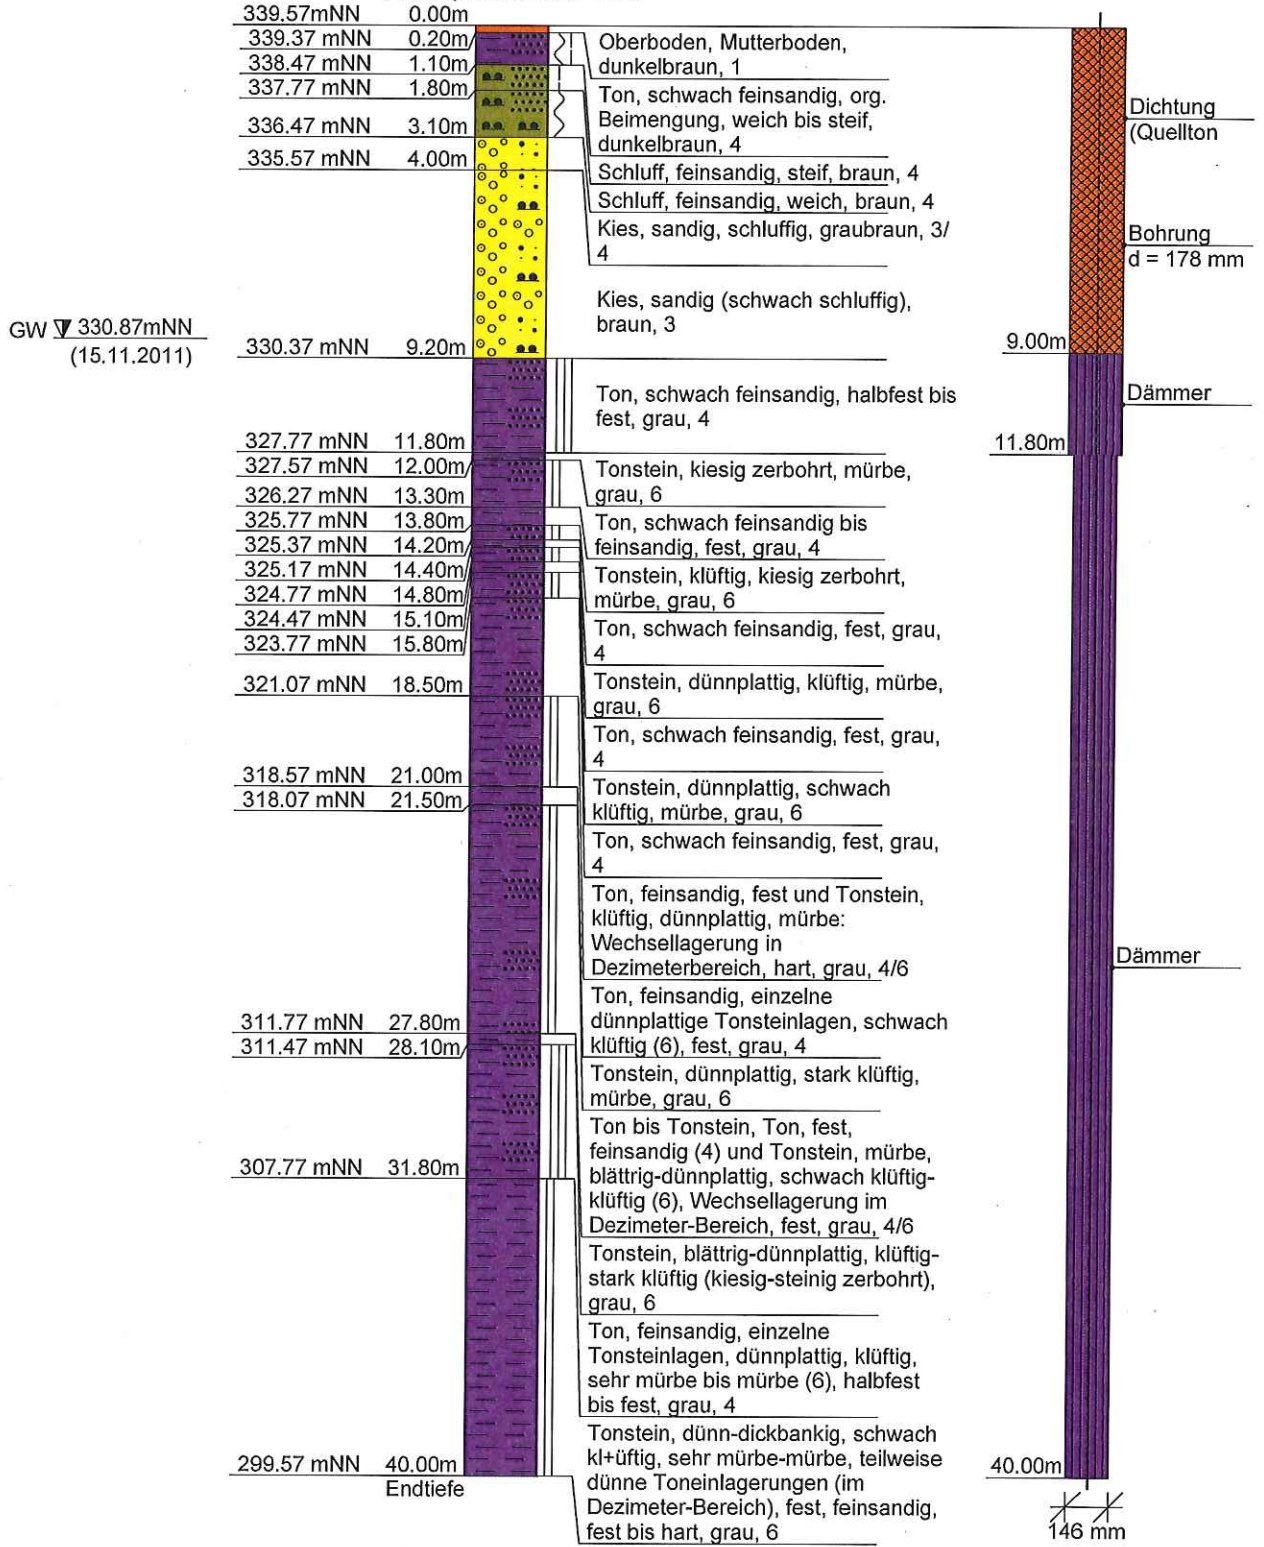 339.57mNN 0.00m
339.37 mNN 0.20m
338.47 mNN 1.10m
337.77 mNN 1.80m
336.47 mNN 3.10m
335.57 mNN 4.00m
GW 330.87mNN
(15.11.2011)
330.37 mNN 9.20m
327.77 mNN 11.80m
327.57 mNN 12.00m
326.27 mNN 13.30m
325.77 mNN 13.80m
325.37 mNN 14.20m
325.17 mNN 14.40m
324.77 mNN 14.80m
324.47 mNN 15.10m
323.77 mNN 15.80m
321.07 mNN 18.50m
318.57 mNN 21.00m
318.07 mNN 21.50m
311.77 mNN 27.80m
311.47 mNN 28.10m
307.77 mNN 31.80m
299.57 mNN 40.00m
Endtiefe
Oberboden, Mutterboden,
dunkelbraun, 1
Ton, schwach feinsandig, org.
Beimengung, weich bis steif,
dunkelbraun, 4
Schluff, feinsandig, steif, braun, 4
Schluff, feinsandig, weich, braun, 4
Kies, sandig, schluffig, graubraun, 3/
4
Kies, sandig (schwach schluffig),
braun, 3
Ton, schwach feinsandig, halbfest bis
fest, grau, 4
Tonstein, kiesig zerbohrt, mürbe,
grau, 6
Ton, schwach feinsandig bis
feinsandig, fest, grau, 4
Tonstein, klüftig, kiesig zerbohrt,
mürbe, grau, 6
Ton, schwach feinsandig, fest, grau,
4
Tonstein, dünnplattig, klüftig, mürbe,
grau, 6
Ton, schwach feinsandig, fest, grau,
4
Tonstein, dünnplattig, schwach
klüftig, mürbe, grau, 6
Ton, schwach feinsandig, fest, grau,
4
Ton, feinsandig, fest und Tonstein,
klüftig, dünnplattig, mürbe:
Wechsellagerung in
Dezimeterbereich, hart, grau, 4/6
Ton, feinsandig, einzelne
dünnplattige Tonsteinlagen, schwach
klüftig (6), fest, grau, 4
Tonstein, dünnplattig, stark klüftig,
mürbe, grau, 6
Ton bis Tonstein, Ton, fest,
feinsandig (4) und Tonstein, mürbe,
blättrig-dünnplattig, schwach klüftig-
klüftig (6), Wechsellagerung im
Dezimeter-Bereich, fest, grau, 4/6
Tonstein, blättrig-dünnplattig, klüftig-
stark klüftig (kiesig-steinig zerbohrt),
grau, 6
Ton, feinsandig, einzelne
Tonsteinlagen, dünnplattig, klüftig,
sehr mürbe bis mürbe (6), halbfest
bis fest, grau, 4
Tonstein, dünn-dickbankig, schwach
kl+üftig, sehr mürbe-mürbe, teilweise
dünne Toneinlagerungen (im
Dezimeter-Bereich), fest, feinsandig,
fest bis hart, grau, 6
Dichtung
(Quellton
Bohrung
d = 178 mm
9.00m
Dämmer
11.80m
Dämmer
40.00m
146 mm